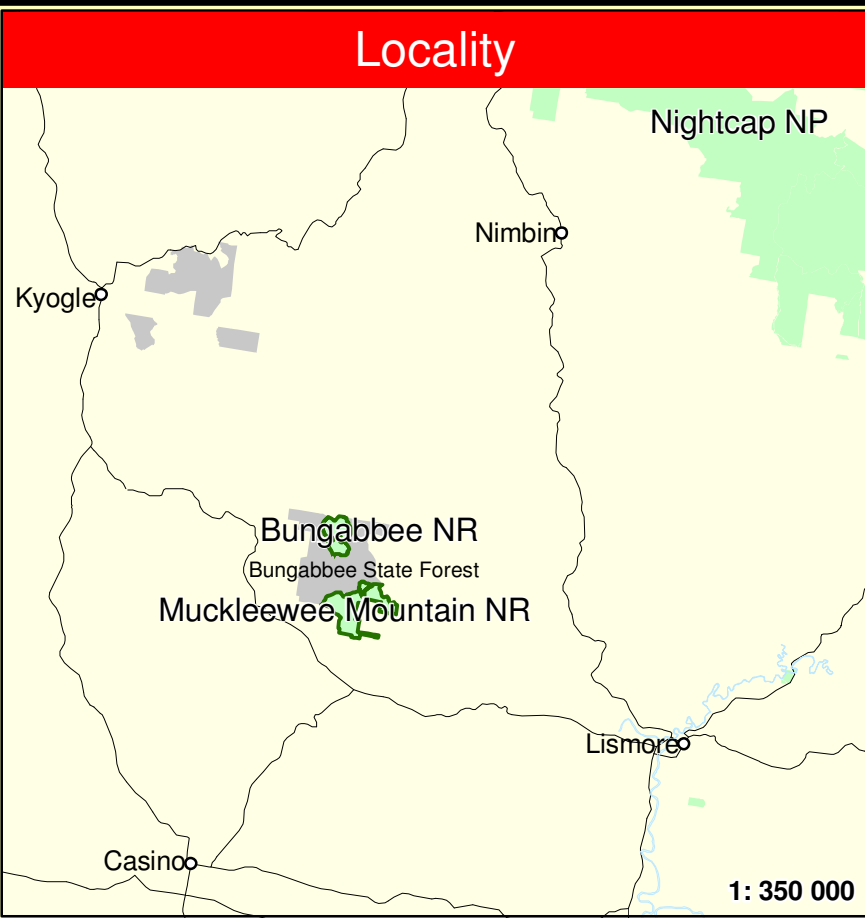 Locality
Nightcap NP
Nimbin
Kyogle
Bungabbee NR
Bungabbee State Forest
Muckleewee Mountain NR
Lismore
Casino
1: 350 000